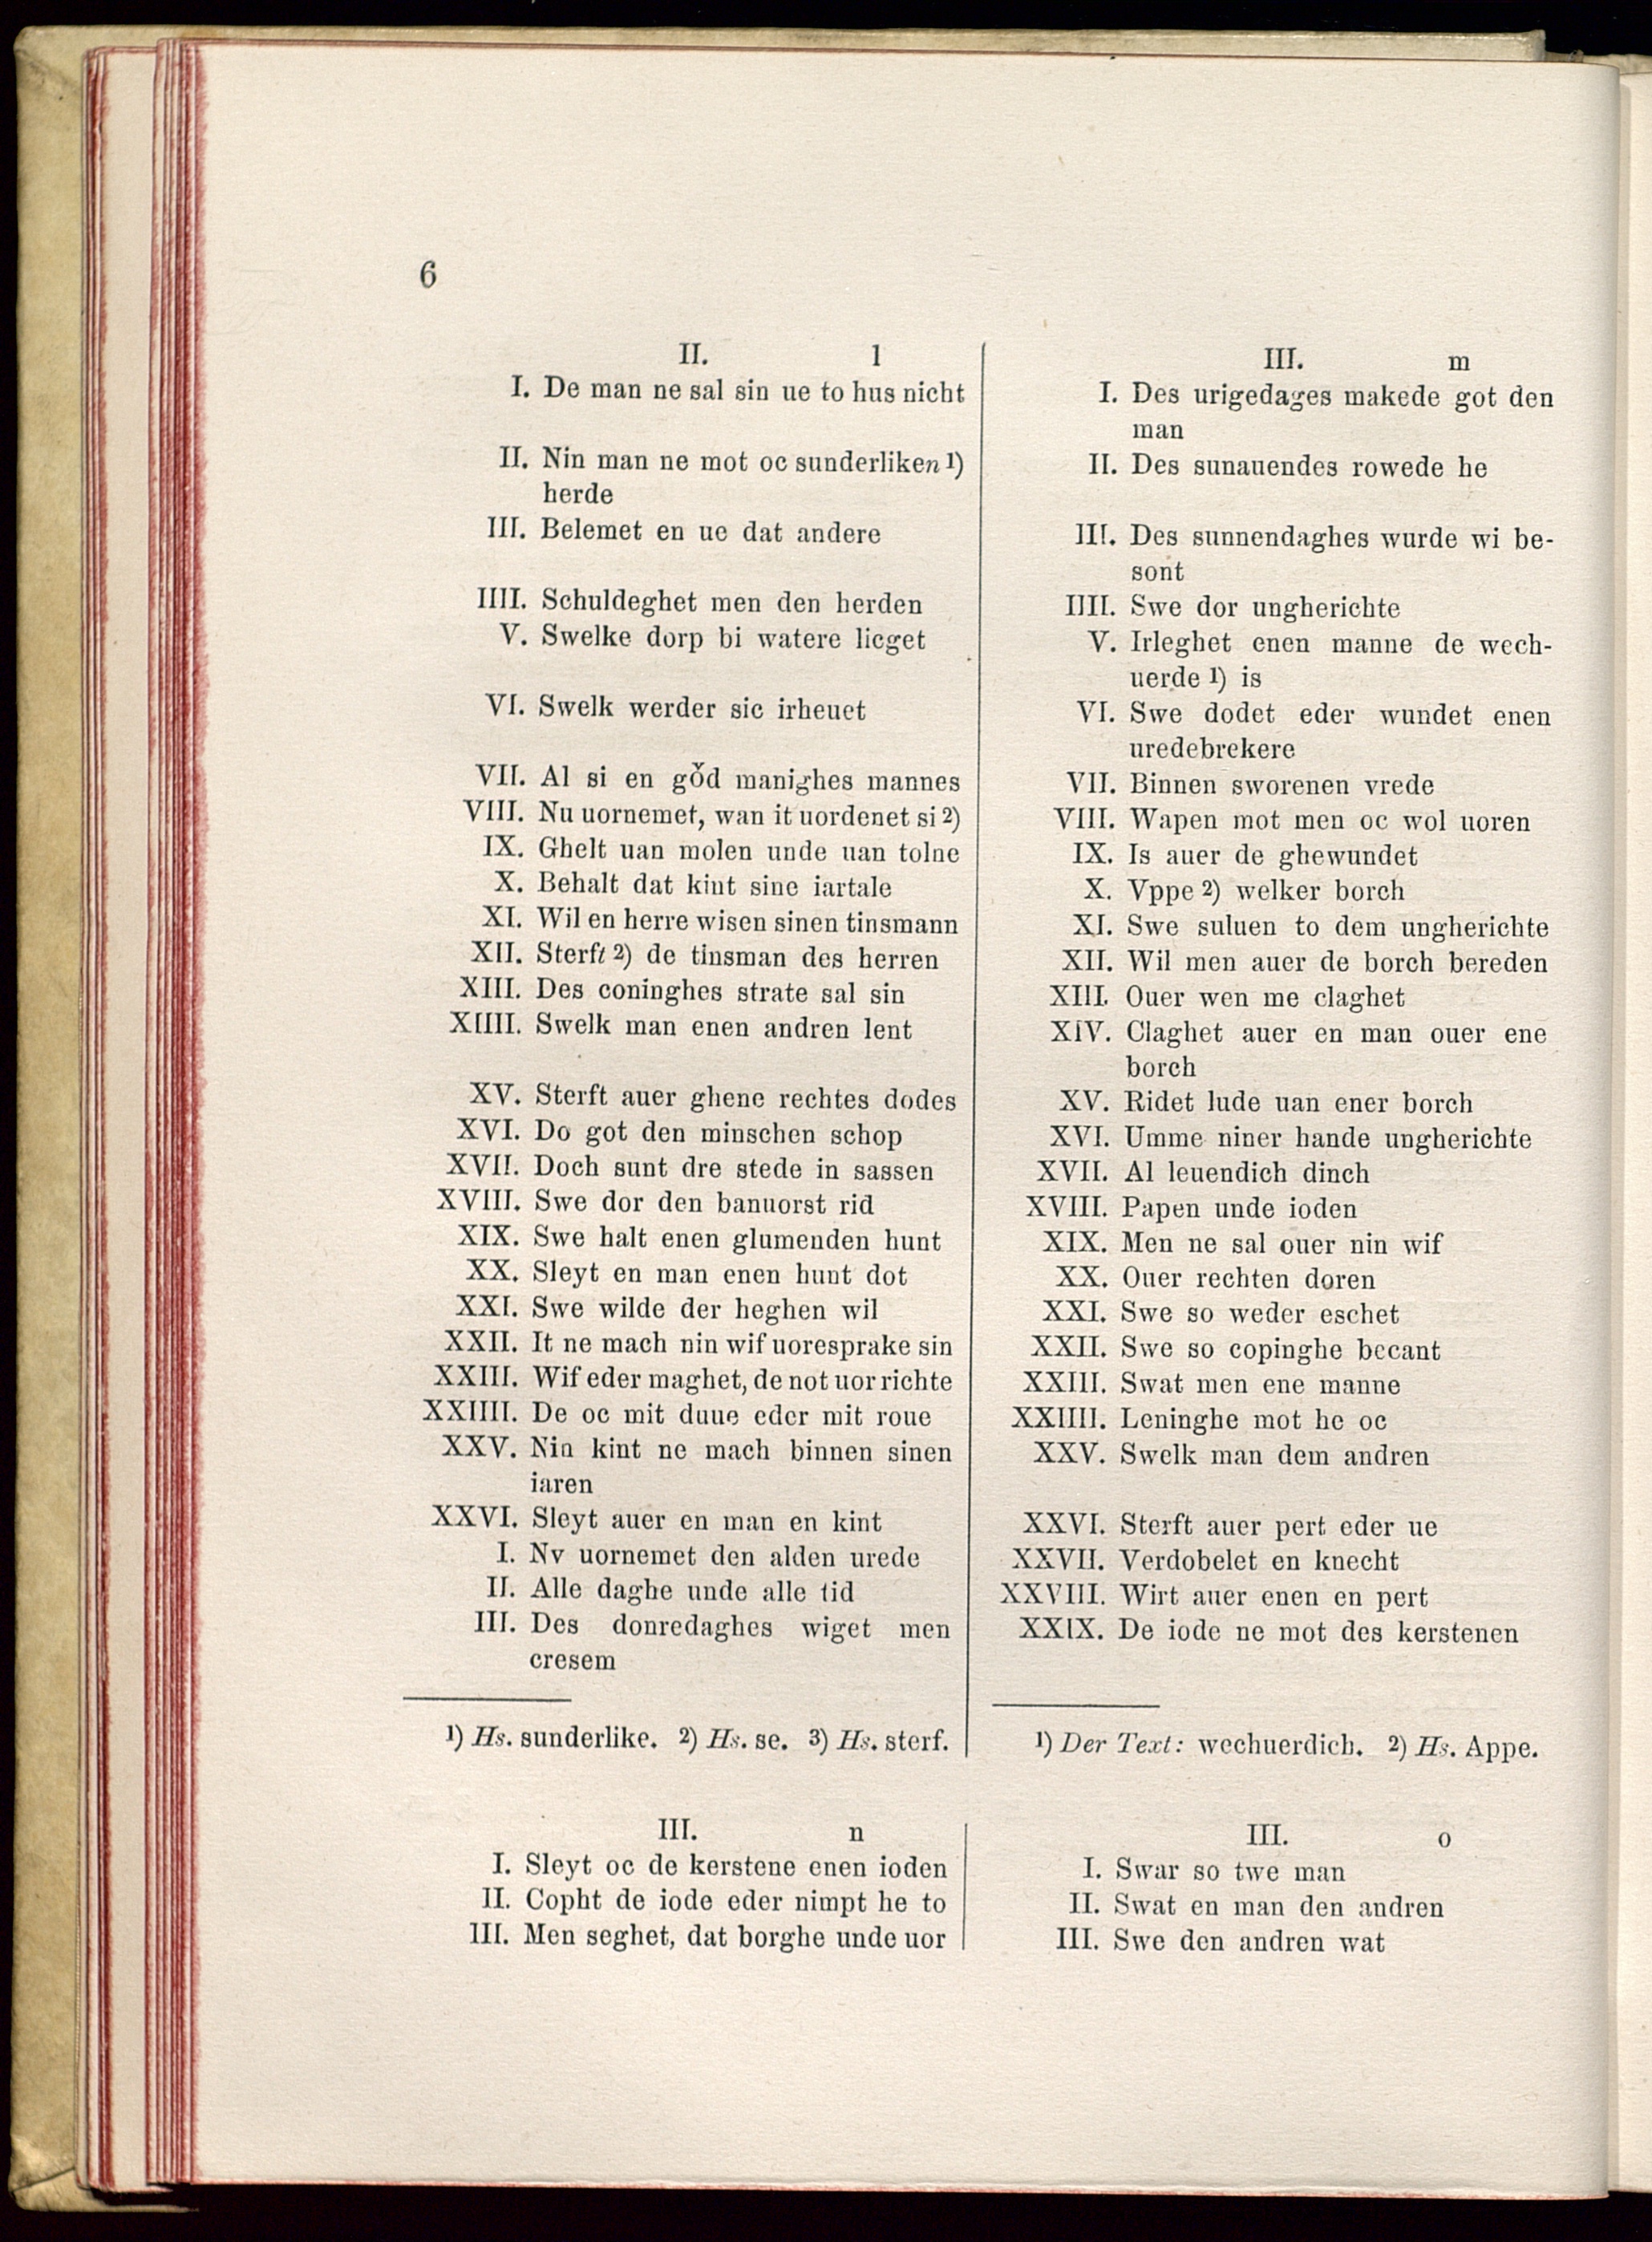 6
II. l
I. De man ne sal sin ue to hus nicht
II. Nin man ne mot oc sunderliken 1)
herde
III. Belemet en ue dat andere
IIII. Schuldeghet men den herden
V. Swelke dorp bi watere licget
VI. Swelk werder sic irheuet
VII. Al si en gǒd manighes mannes
VIII. Nu uornemet, wan it uordenet si 2)
IX. Ghelt uan molen unde uan tolne
X. Behalt dat kint sine iartale
XI. Wil en herre wisen sinen tinsmann
XII. Sterft 2) de tinsman des herren
XIII. Des coninghes strate sal sin
XIIII. Swelk man enen andren lent
XV. Sterft auer ghene rechtes dodes
XVI. Do got den minschen schop
XVII. Doch sunt dre stede in sassen
XVIII. Swe dor den banuorst rid
XIX. Swe halt enen glumenden hunt
XX. Sleyt en man enen hunt dot
XXI. Swe wilde der heghen wil
XXII. It ne mach nin wif uoresprake sin
XXIII. Wif eder maghet, de not uor richte
XXIIII. De oc mit duue eder mit roue
XXV. Nin kint ne mach binnen sinen
iaren
XXVI. Sleyt auer en man en kint
I. Nv uornemet den alden urede
II. Alle daghe unde alle tid
III. Des donredaghes wiget men
cresem
1) Hs. sunderlike. 2) Hs. se. 3) Hs. sterf.
III. m
I. Des urigedages makede got den
man
II. Des sunauendes rowede he
III. Des sunnendaghes wurde wi be-
sont
IIII. Swe dor ungherichte
V. Irleghet enen manne de wech-
uerde 1) is
VI. Swe dodet eder wundet enen
uredebrekere
VII. Binnen sworenen vrede
VIII. Wapen mot men oc wol uoren
IX. Is auer de ghewundet
X. Vppe 2) welker borch
XI. Swe suluen to dem ungherichte
XII. Wil men auer de borch bereden
XIII. Ouer wen me claghet
XIV. Claghet auer en man ouer ene
borch
XV. Ridet lude uan ener borch
XVI. Umme niner hande ungherichte
XVII. Al leuendich dinch
XVIII. Papen unde ioden
XIX. Men ne sal ouer nin wif
XX. Ouer rechten doren
XXI. Swe so weder eschet
XXII. Swe so copinghe becant
XXIII. Swat men ene manne
XXIIII. Leninghe mot he oc
XXV. Swelk man dem andren
XXVI. Sterft auer pert eder ue
XXVII. Verdobelet en knecht
XXVIII. Wirt auer enen en pert
XXIX. De iode ne mot des kerstenen
1) Der Text: wechuerdich. 2) Hs. Appe.
III. n
I. Sleyt oc de kerstene enen ioden
II. Copht de iode eder nimpt he to
III. Men seghet, dat borghe unde uor
III. o
I. Swar so twe man
II. Swat en man den andren
III. Swe den andren wat